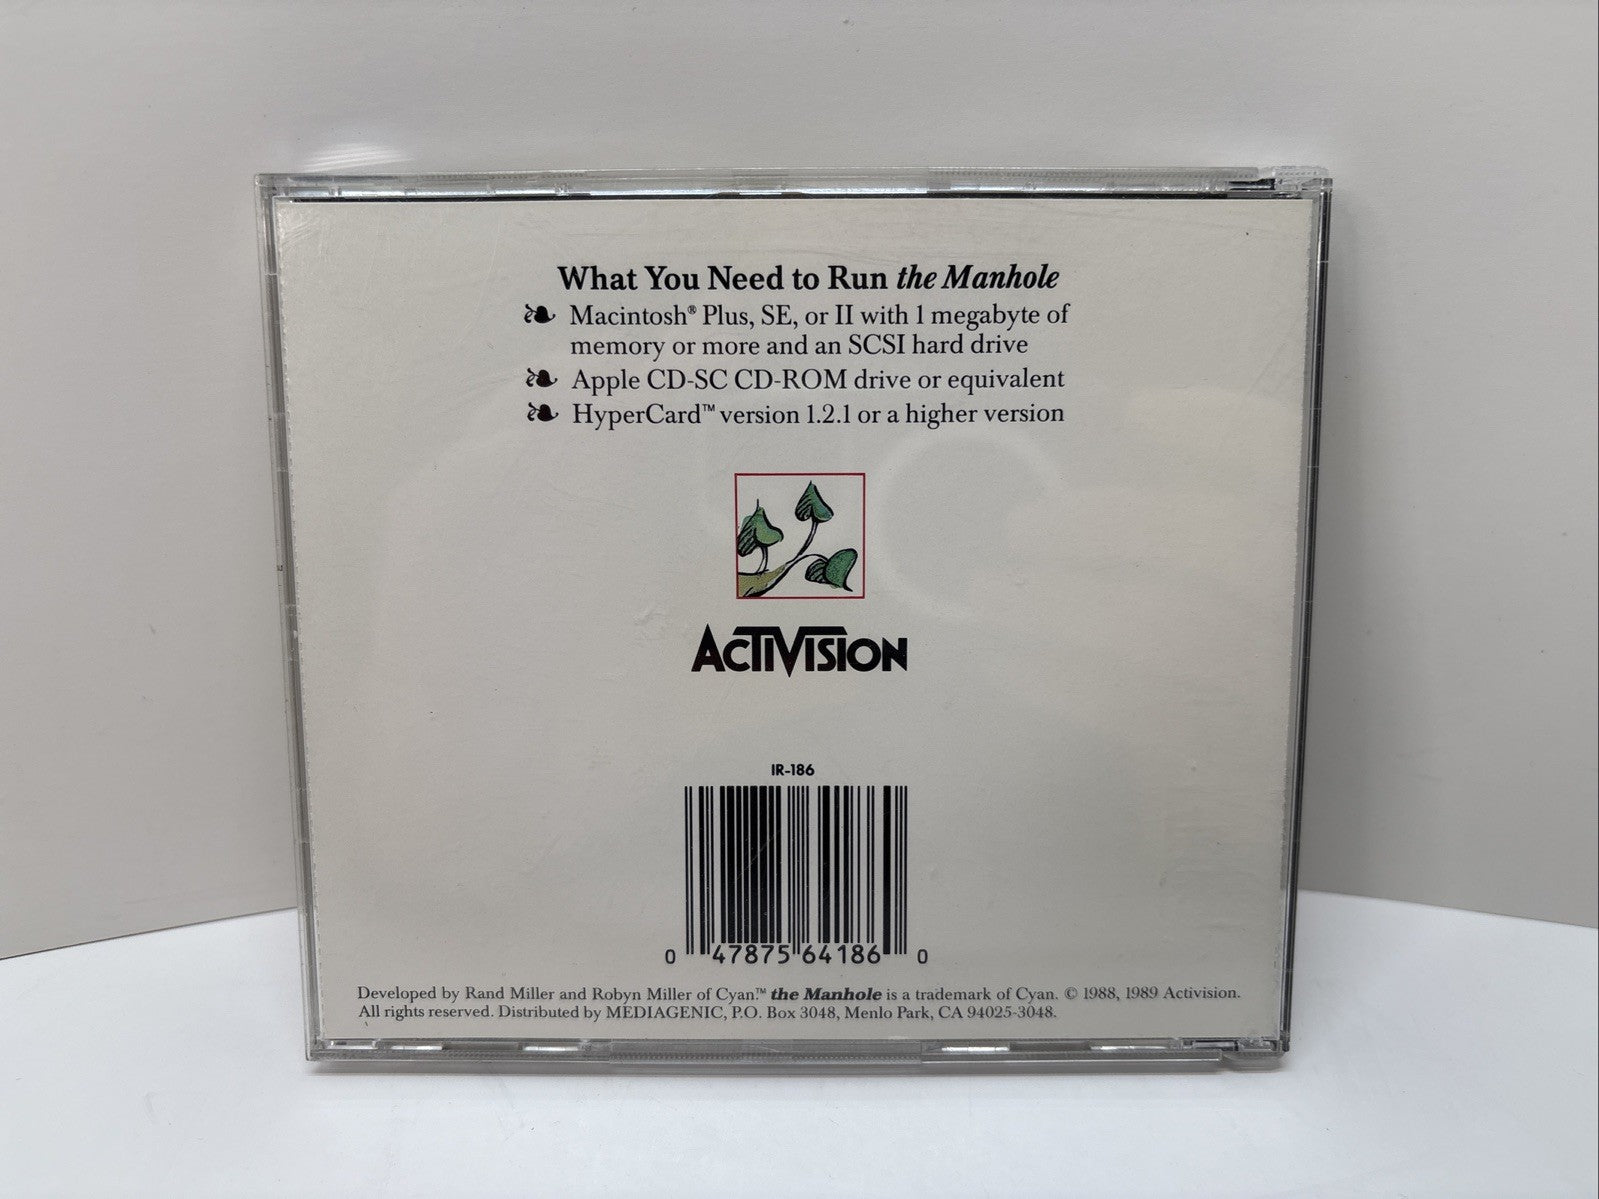 What You Need to Run the Manhole
Macintosh® Plus, SE, or II with 1 megabyte of
memory or more and an SCSI hard drive
Apple CD-SC CD-ROM drive or equivalent
HyperCard™ version 1.2.1 or a higher version
ACTIVISION
IR-186
0 47875 64186 0
Developed by Rand Miller and Robyn Miller of Cyan.™ the Manhole is a trademark of Cyan. © 1988, 1989 Activision.
All rights reserved. Distributed by MEDIAGENIC, P.O. Box 3048, Menlo Park, CA 94025-3048.